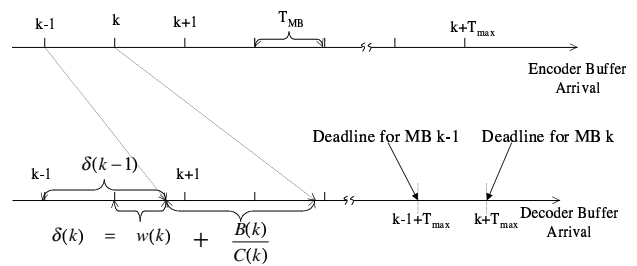 k-1 k k+1 T_MB k+T_max
Encoder Buffer
Arrival
Deadline for MB k-1 Deadline for MB k
δ(k−1)
k-1 k+1
k-1+T_max k+T_max
Decoder Buffer
Arrival
δ(k) = w(k) + B(k)/C(k)